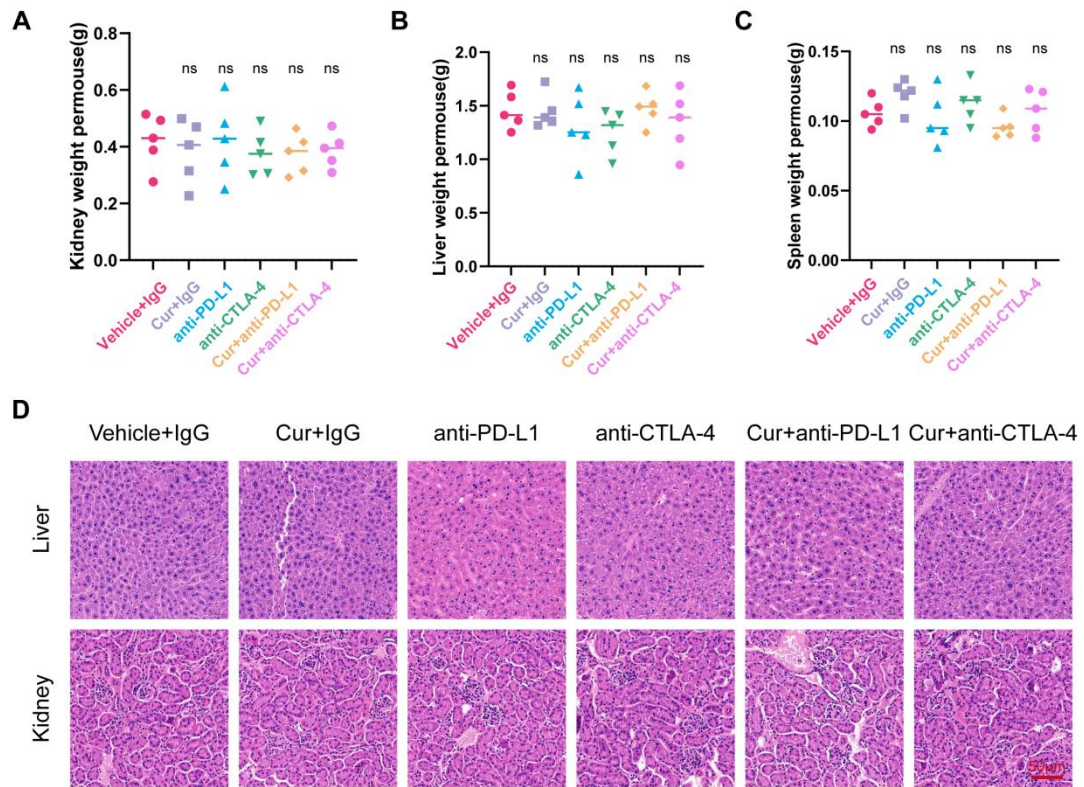 A
Kidney weight permouse(g)
0.8
0.6
0.4
0.2
0.0
ns ns ns ns ns
Vehicle+IgG
Cur+IgG
anti-PD-L1
anti-CTLA-4
Cur+anti-PD-L1
Cur+anti-CTLA-4
B
Liver weight permouse(g)
2.0
1.5
1.0
0.5
0.0
ns ns ns ns ns
Vehicle+IgG
Cur+IgG
anti-PD-L1
anti-CTLA-4
Cur+anti-PD-L1
Cur+anti-CTLA-4
C
Spleen weight permouse(g)
0.15
0.10
0.05
0.00
ns ns ns ns ns
Vehicle+IgG
Cur+IgG
anti-PD-L1
anti-CTLA-4
Cur+anti-PD-L1
Cur+anti-CTLA-4
D
Vehicle+IgG Cur+IgG anti-PD-L1 anti-CTLA-4 Cur+anti-PD-L1 Cur+anti-CTLA-4
Liver
Kidney
50μm